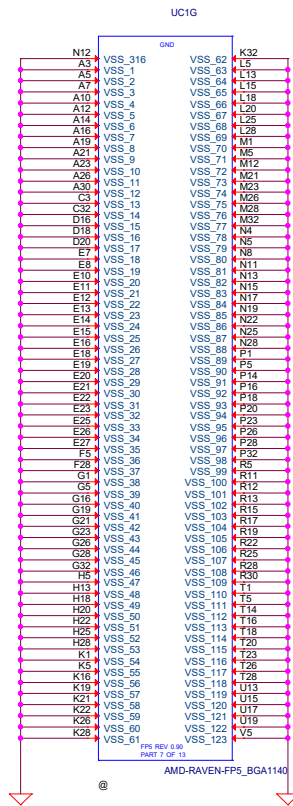 UC1G
GND
N12 VSS_316 VSS_62 K32
A3 VSS_1 VSS_63 L5
A5 VSS_2 VSS_64 L13
A7 VSS_3 VSS_65 L15
A10 VSS_4 VSS_66 L18
A12 VSS_5 VSS_67 L20
A14 VSS_6 VSS_68 L25
A16 VSS_7 VSS_69 L28
A19 VSS_8 VSS_70 M1
A21 VSS_9 VSS_71 M5
A23 VSS_10 VSS_72 M12
A26 VSS_11 VSS_73 M21
A30 VSS_12 VSS_74 M23
C3 VSS_13 VSS_75 M26
C32 VSS_14 VSS_76 M28
D16 VSS_15 VSS_77 M32
D18 VSS_16 VSS_78 N4
D20 VSS_17 VSS_79 N5
E7 VSS_18 VSS_80 N8
E8 VSS_19 VSS_81 N11
E10 VSS_20 VSS_82 N13
E11 VSS_21 VSS_83 N15
E12 VSS_22 VSS_84 N17
E13 VSS_23 VSS_85 N19
E14 VSS_24 VSS_86 N22
E15 VSS_25 VSS_87 N25
E16 VSS_26 VSS_88 N28
E18 VSS_27 VSS_89 P1
E19 VSS_28 VSS_90 P5
E20 VSS_29 VSS_91 P14
E21 VSS_30 VSS_92 P16
E22 VSS_31 VSS_93 P18
E23 VSS_32 VSS_94 P20
E25 VSS_33 VSS_95 P23
E26 VSS_34 VSS_96 P26
E27 VSS_35 VSS_97 P28
F5 VSS_36 VSS_98 P32
F28 VSS_37 VSS_99 R5
G1 VSS_38 VSS_100 R11
G5 VSS_39 VSS_101 R12
G16 VSS_40 VSS_102 R13
G19 VSS_41 VSS_103 R15
G21 VSS_42 VSS_104 R17
G23 VSS_43 VSS_105 R19
G26 VSS_44 VSS_106 R22
G28 VSS_45 VSS_107 R25
G32 VSS_46 VSS_108 R28
H5 VSS_47 VSS_109 R30
H13 VSS_48 VSS_110 T1
H18 VSS_49 VSS_111 T5
H20 VSS_50 VSS_112 T14
H22 VSS_51 VSS_113 T16
H25 VSS_52 VSS_114 T18
H28 VSS_53 VSS_115 T20
K1 VSS_54 VSS_116 T23
K5 VSS_55 VSS_117 T26
K16 VSS_56 VSS_118 T28
K19 VSS_57 VSS_119 U13
K21 VSS_58 VSS_120 U15
K22 VSS_59 VSS_121 U17
K26 VSS_60 VSS_122 U19
K28 VSS_61 VSS_123 V5
FP5 REV 0.90
PART 7 OF 13
AMD-RAVEN-FP5_BGA1140
@